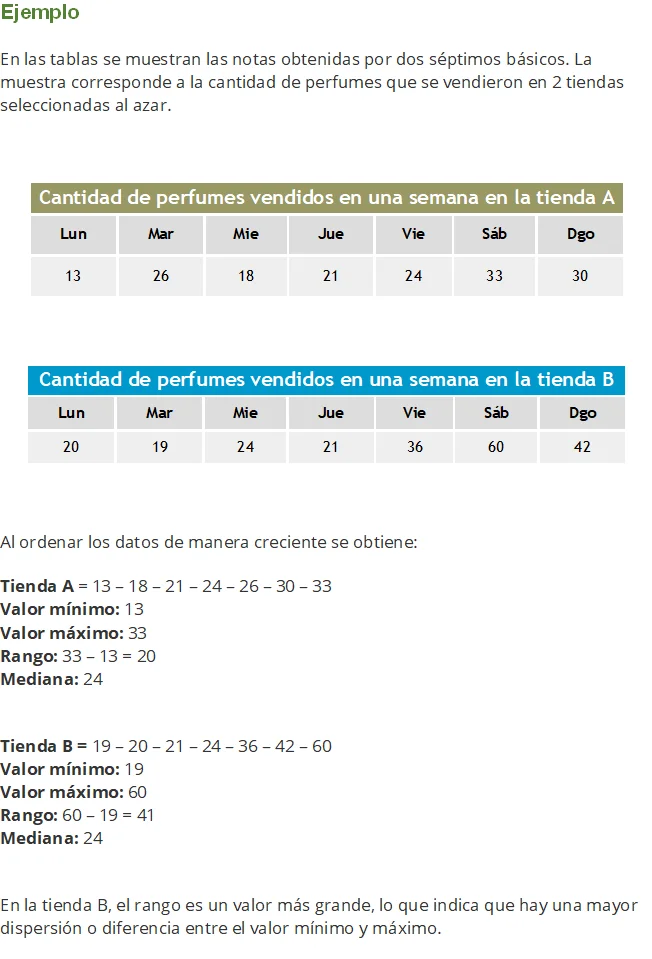 Ejemplo
En las tablas se muestran las notas obtenidas por dos séptimos básicos. La
muestra corresponde a la cantidad de perfumes que se vendieron en 2 tiendas
seleccionadas al azar.
Cantidad de perfumes vendidos en una semana en la tienda A
Lun Mar Mie Jue Vie Sáb Dgo
13 26 18 21 24 33 30
Cantidad de perfumes vendidos en una semana en la tienda B
Lun Mar Mie Jue Vie Sáb Dgo
20 19 24 21 36 60 42
Al ordenar los datos de manera creciente se obtiene:
Tienda A = 13 – 18 – 21 – 24 – 26 – 30 – 33
Valor mínimo: 13
Valor máximo: 33
Rango: 33 – 13 = 20
Mediana: 24
Tienda B = 19 – 20 – 21 – 24 – 36 – 42 – 60
Valor mínimo: 19
Valor máximo: 60
Rango: 60 – 19 = 41
Mediana: 24
En la tienda B, el rango es un valor más grande, lo que indica que hay una mayor
dispersión o diferencia entre el valor mínimo y máximo.